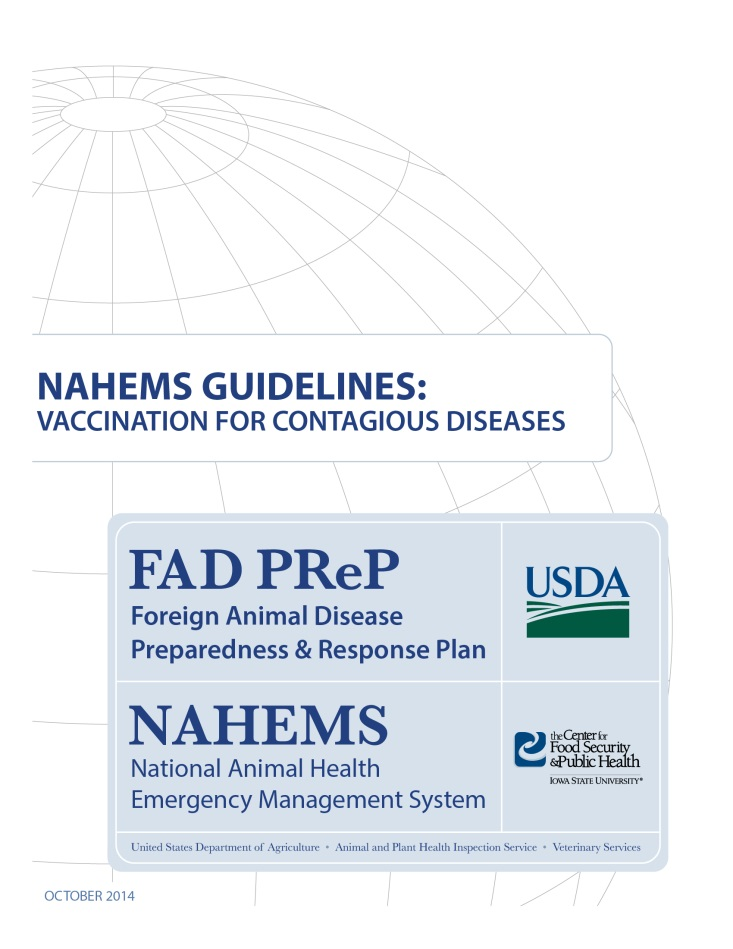 NAHEMS GUIDELINES:
VACCINATION FOR CONTAGIOUS DISEASES
FAD PReP
Foreign Animal Disease
Preparedness & Response Plan
USDA
NAHEMS
National Animal Health
Emergency Management System
the Center for
Food Security
&Public Health
IOWA STATE UNIVERSITY®
United States Department of Agriculture • Animal and Plant Health Inspection Service • Veterinary Services
OCTOBER 2014